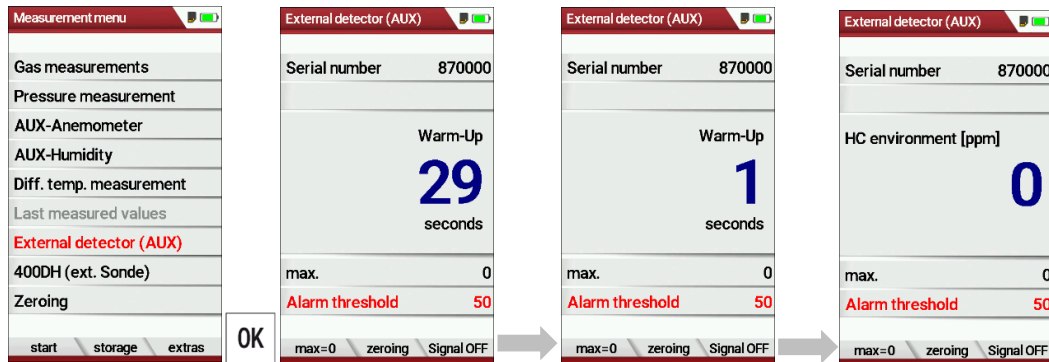 Measurement menu
Gas measurements
Pressure measurement
AUX-Anemometer
AUX-Humidity
Diff. temp. measurement
Last measured values
External detector (AUX)
400DH (ext. Sonde)
Zeroing
start storage extras
OK
External detector (AUX)
Serial number 870000
Warm-Up
29
seconds
max. 0
Alarm threshold 50
max=0 zeroing Signal OFF
External detector (AUX)
Serial number 870000
Warm-Up
1
seconds
max. 0
Alarm threshold 50
max=0 zeroing Signal OFF
External detector (AUX)
Serial number 870000
HC environment [ppm]
0
max. 0
Alarm threshold 50
max=0 zeroing Signal OFF